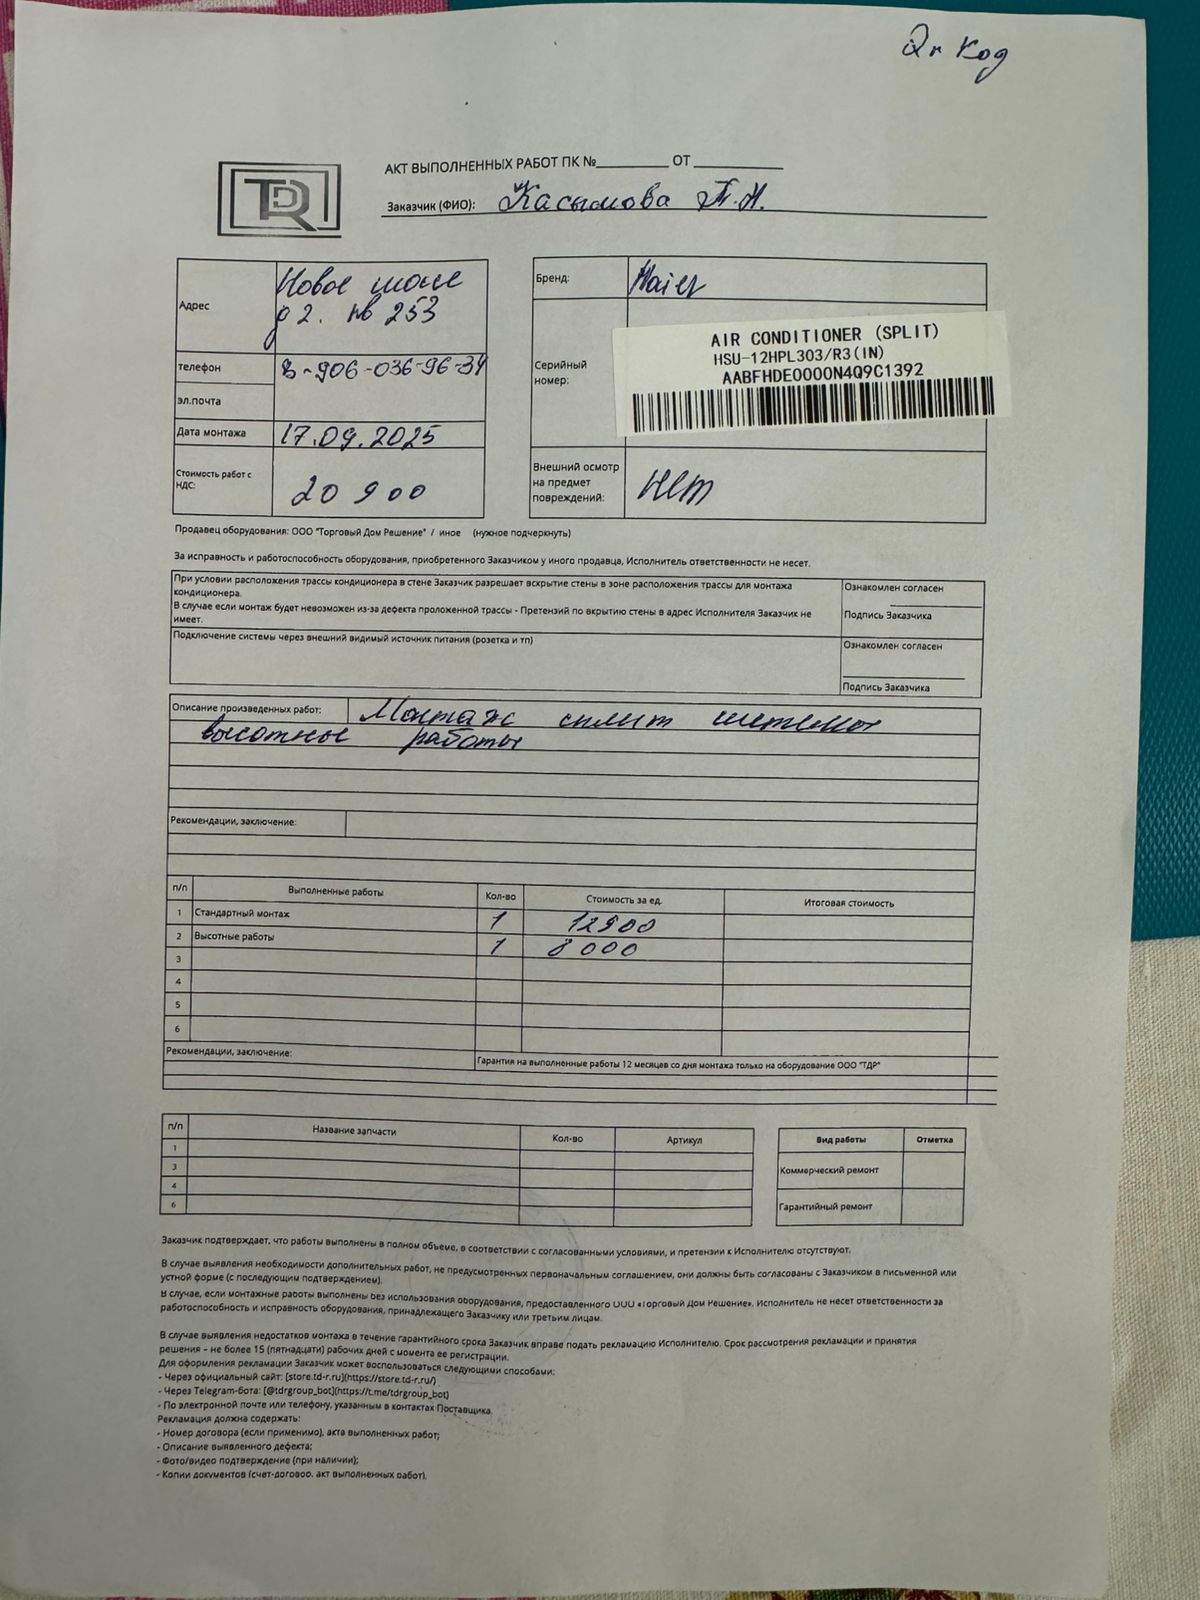 Qr код
TDR
АКТ ВЫПОЛНЕННЫХ РАБОТ ПК №__________ ОТ ____________
Заказчик (ФИО): Касымова Т.Н.
Адрес Новое шоссе
д 2. кв 253
телефон 8-906-036-96-34
эл.почта
Дата монтажа 17.09.2025
Стоимость работ с НДС: 20 900
Бренд: Haier
Серийный номер:
AIR CONDITIONER (SPLIT)
HSU-12HPL303/R3(IN)
AABFHDE0000N4Q9C1392
Внешний осмотр на предмет повреждений: нет
Продавец оборудования: ООО "Торговый Дом Решение" / иное (нужное подчеркнуть)
За исправность и работоспособность оборудования, приобретенного Заказчиком у иного продавца, Исполнитель ответственности не несет.
При условии расположения трассы кондиционера в стене Заказчик разрешает вскрытие стены в зоне расположения трассы для монтажа
кондиционера.
В случае если монтаж будет невозможен из-за дефекта проложенной трассы - Претензий по вкрытию стены в адрес Исполнителя Заказчик не
имеет.
Ознакомлен согласен
Подпись Заказчика
Подключение системы через внешний видимый источник питания (розетка и тп)
Ознакомлен согласен
Подпись Заказчика
Описание произведенных работ: Монтаж сплит системы
высотные работы
Рекомендации, заключение:
п/п Выполненные работы Кол-во Стоимость за ед. Итоговая стоимость
1 Стандартный монтаж 1 12900
2 Высотные работы 1 8 000
3
4
5
6
Рекомендации, заключение: Гарантия на выполненные работы 12 месяцев со дня монтажа только на оборудование ООО "ТДР"
п/п Название запчасти Кол-во Артикул
1
3
4
6
Вид работы Отметка
Коммерческий ремонт
Гарантийный ремонт
Заказчик подтверждает, что работы выполнены в полном объеме, в соответствии с согласованными условиями, и претензии к Исполнителю отсутствуют.
В случае выявления необходимости дополнительных работ, не предусмотренных первоначальным соглашением, они должны быть согласованы с Заказчиком в письменной или
устной форме (с последующим подтверждением).
В случае, если монтажные работы выполнены без использования оборудования, предоставленного ООО «Торговый Дом Решение». Исполнитель не несет ответственности за
работоспособность и исправность оборудования, принадлежащего Заказчику или третьим лицам.
В случае выявления недостатков монтажа в течение гарантийного срока Заказчик вправе подать рекламацию Исполнителю. Срок рассмотрения рекламации и принятия
решения – не более 15 (пятнадцати) рабочих дней с момента ее регистрации.
Для оформления рекламации Заказчик может воспользоваться следующими способами:
- Через официальный сайт: [store.td-r.ru](https://store.td-r.ru/)
- Через Telegram-бота: [@tdrgroup_bot](https://t.me/tdrgroup_bot)
- По электронной почте или телефону, указанным в контактах Поставщика.
Рекламация должна содержать:
- Номер договора (если применимо), акта выполненных работ;
- Описание выявленного дефекта;
- Фото/видео подтверждение (при наличии);
- Копии документов (счет-договор, акт выполненных работ).